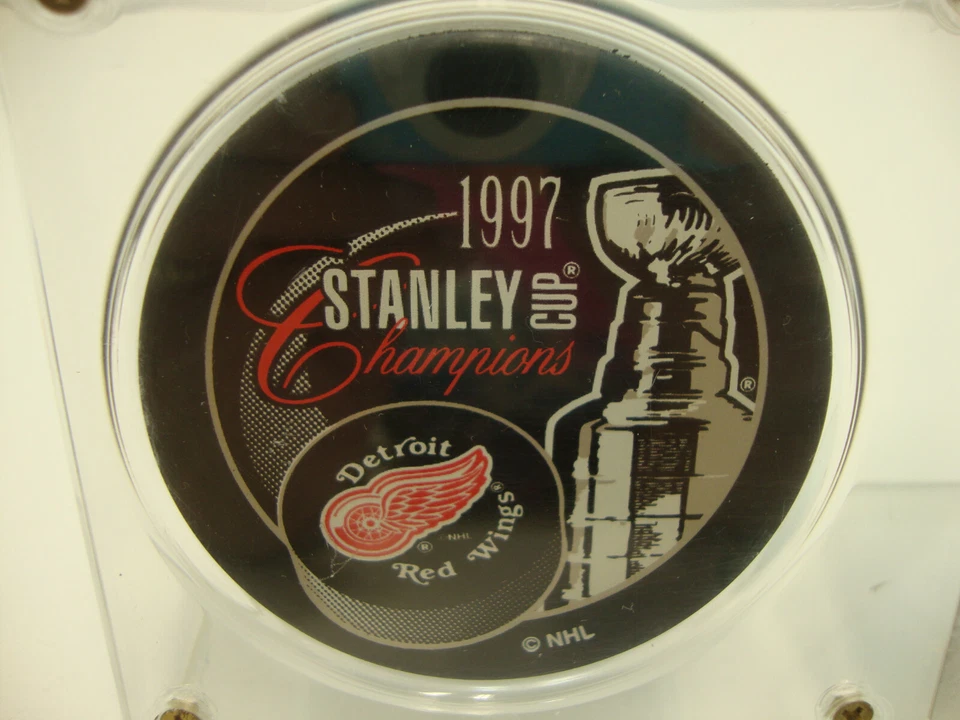 1997
STANLEY CUP®
Champions
®
Detroit
NHL
®
Red Wings®
© NHL